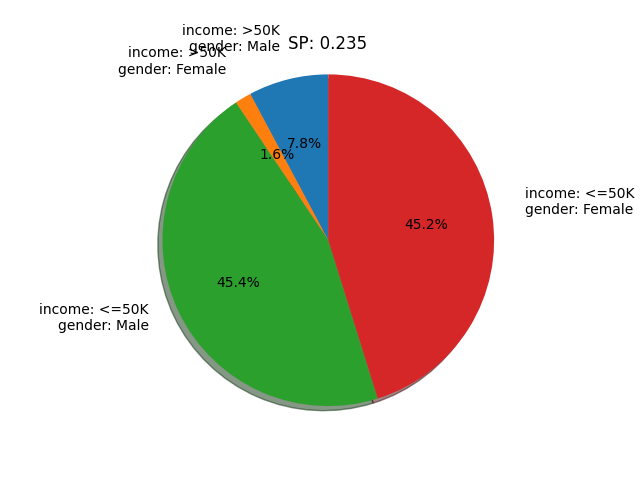 SP: 0.235
income: >50K
gender: Male
income: >50K
gender: Female
7.8%
1.6%
income: <=50K
gender: Female
45.2%
45.4%
income: <=50K
gender: Male